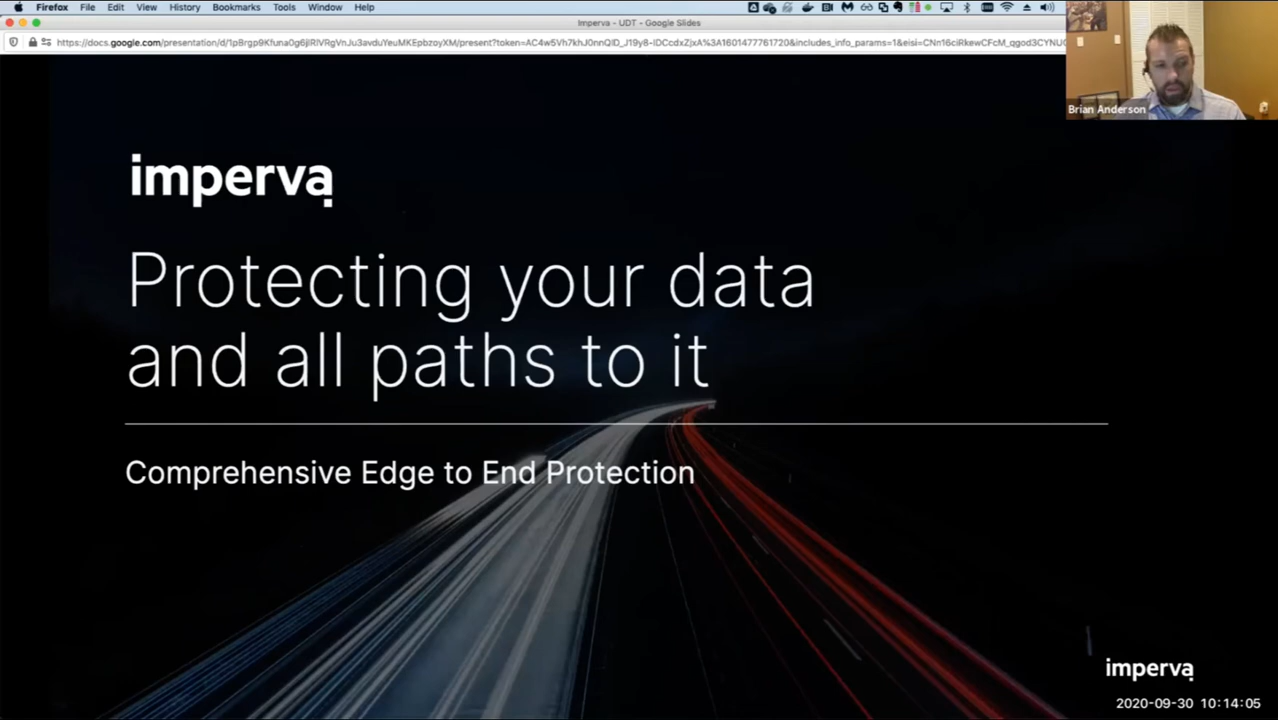 Firefox File Edit View History Bookmarks Tools Window Help
Imperva - UDT - Google Slides
Brian Anderson
imperva
Protecting your data
and all paths to it
Comprehensive Edge to End Protection
imperva
2020-09-30 10:14:05